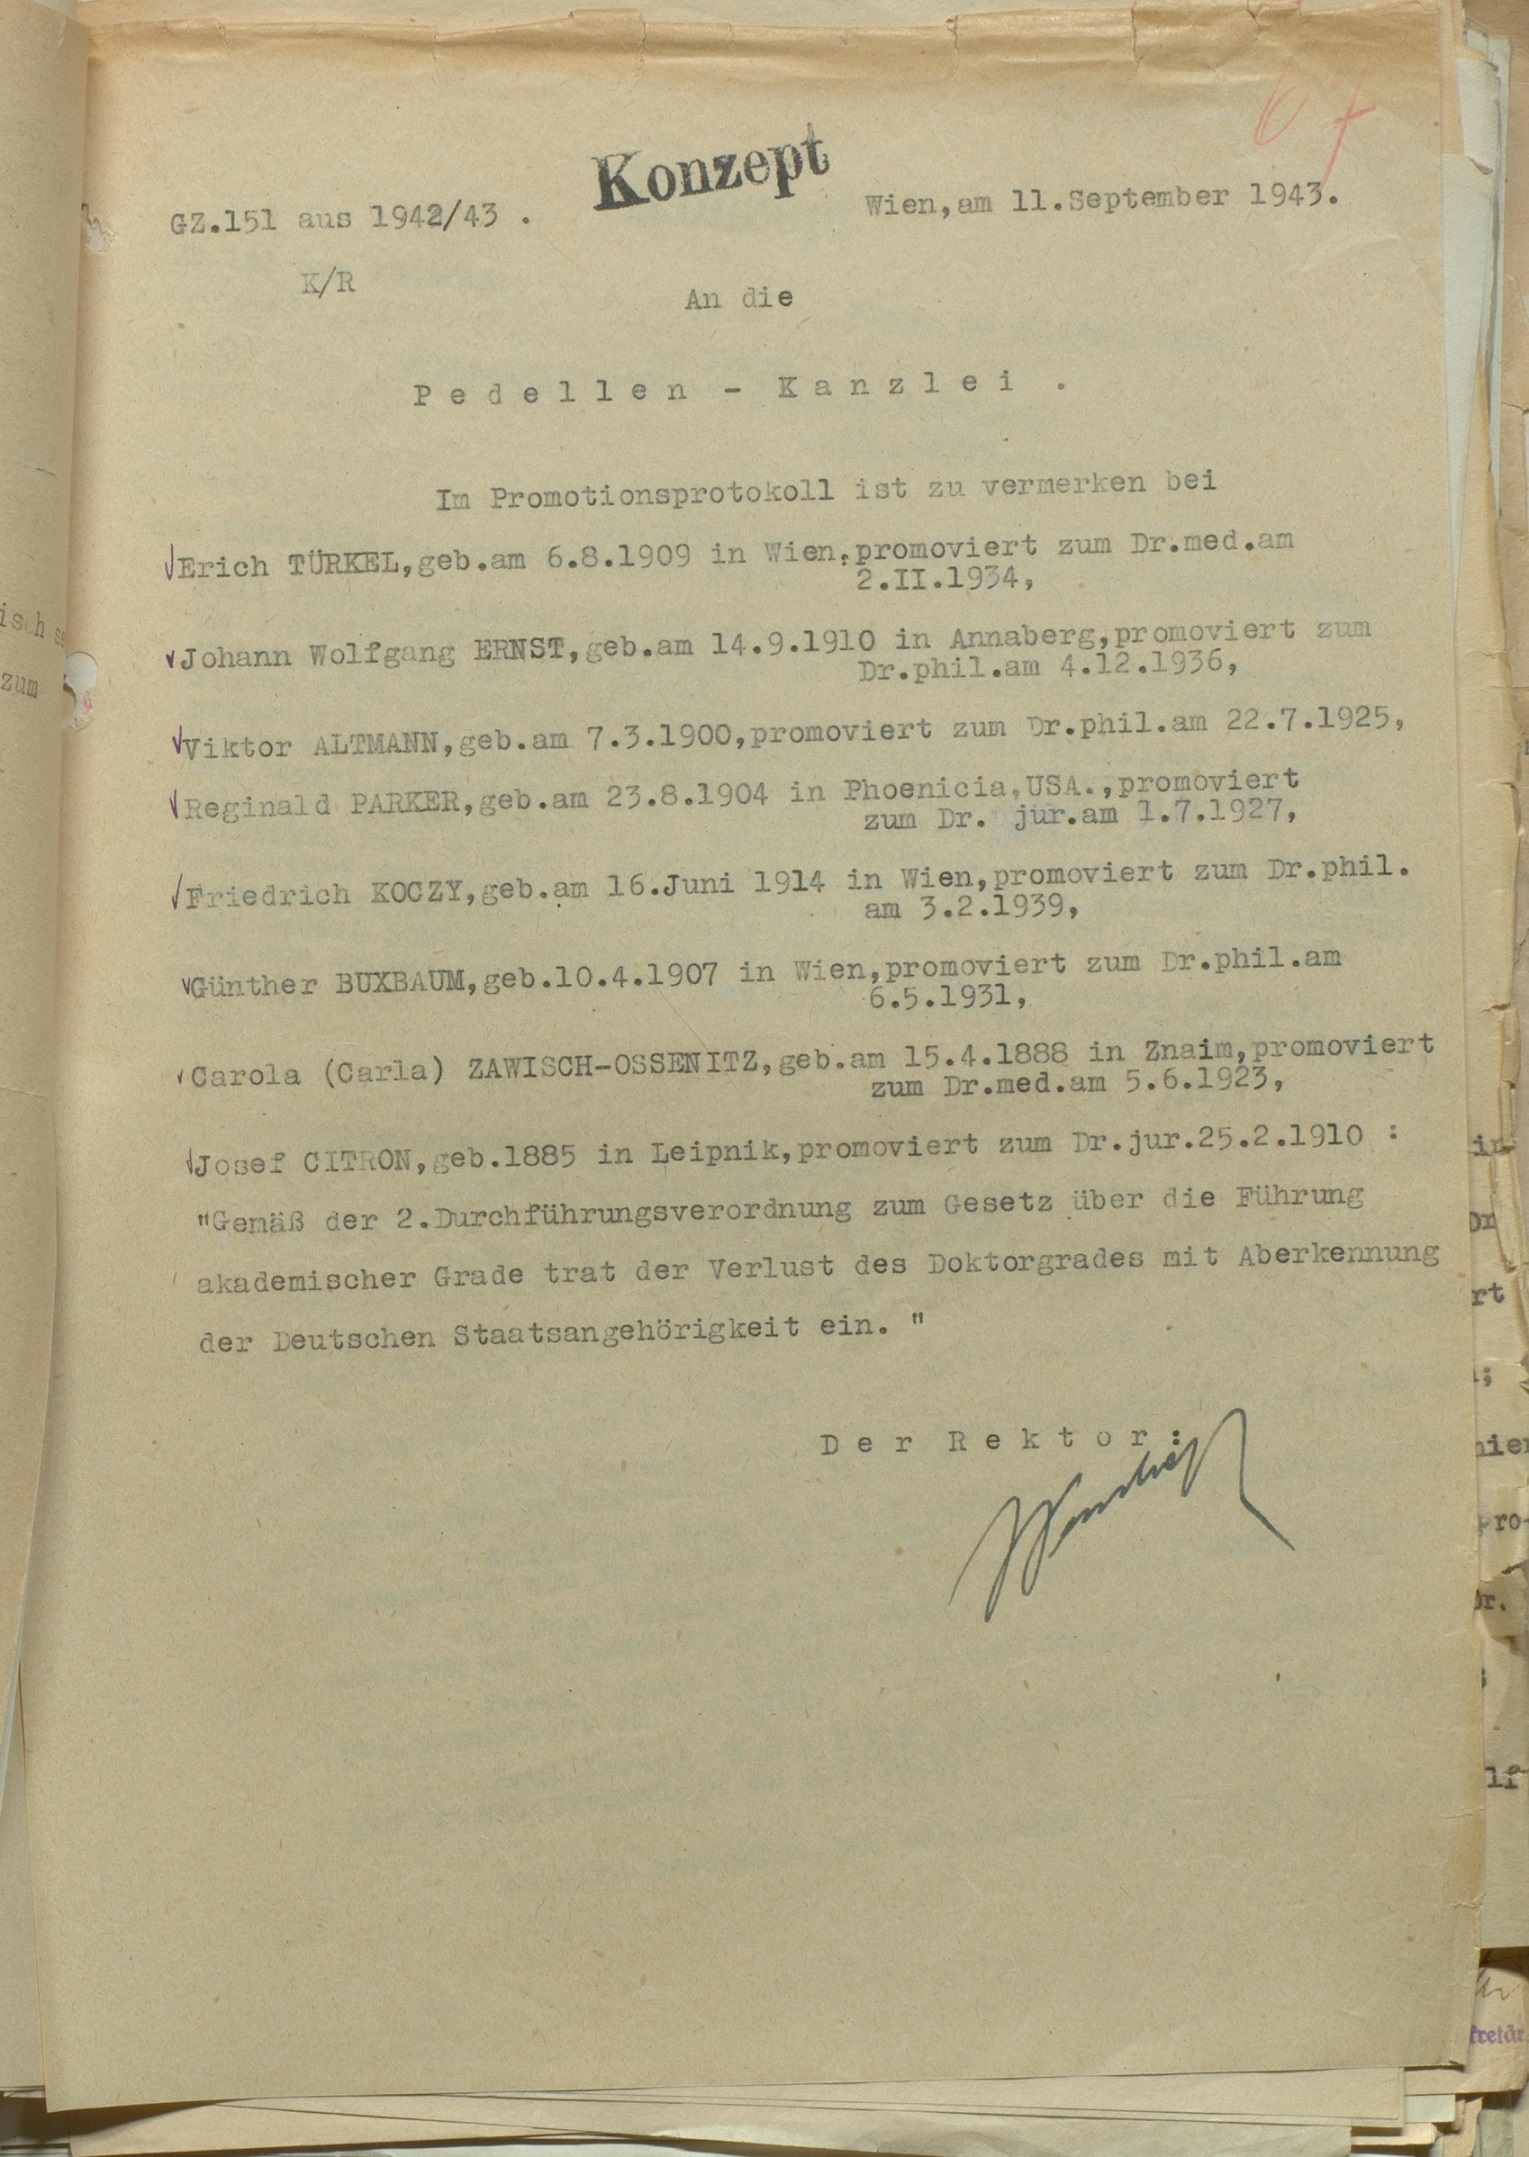 67
Konzept
GZ.151 aus 1942/43 .
Wien,am 11.September 1943.
K/R
An die
Pedellen - Kanzlei .
Im Promotionsprotokoll ist zu vermerken bei
Erich TÜRKEL,geb.am 6.8.1909 in Wien,promoviert zum Dr.med.am
2.II.1934,
Johann Wolfgang ERNST,geb.am 14.9.1910 in Annaberg,promoviert zum
Dr.phil.am 4.12.1936,
Viktor ALTMANN,geb.am 7.3.1900,promoviert zum Dr.phil.am 22.7.1925,
Reginald PARKER,geb.am 23.8.1904 in Phoenicia,USA.,promoviert
zum Dr. jur.am 1.7.1927,
Friedrich KOCZY,geb.am 16.Juni 1914 in Wien,promoviert zum Dr.phil.
am 3.2.1939,
Günther BUXBAUM,geb.10.4.1907 in Wien,promoviert zum Dr.phil.am
6.5.1931,
Carola (Carla) ZAWISCH-OSSENITZ,geb.am 15.4.1888 in Znaim,promoviert
zum Dr.med.am 5.6.1923,
Josef CITRON,geb.1885 in Leipnik,promoviert zum Dr.jur.25.2.1910 :
"Gemäß der 2.Durchführungsverordnung zum Gesetz über die Führung
akademischer Grade trat der Verlust des Doktorgrades mit Aberkennung
der Deutschen Staatsangehörigkeit ein. "
Der Rektor:
zum